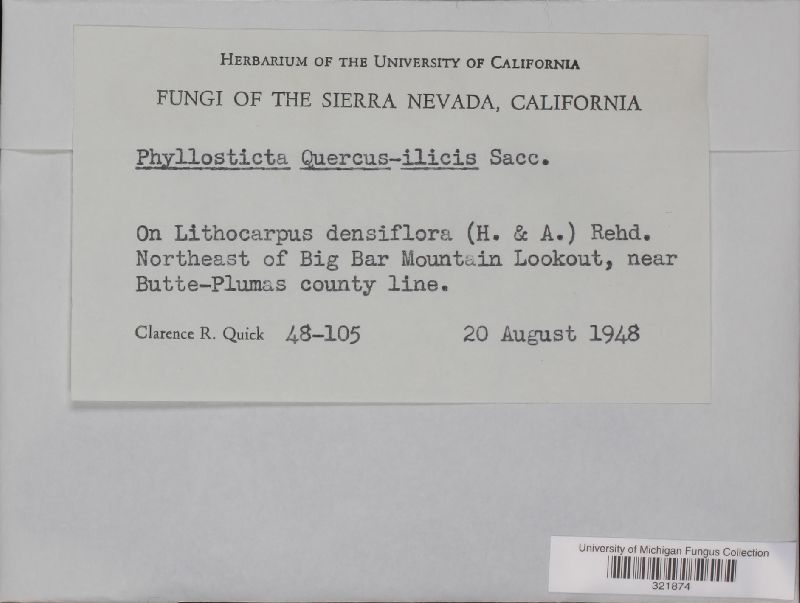 HERBARIUM OF THE UNIVERSITY OF CALIFORNIA
FUNGI OF THE SIERRA NEVADA, CALIFORNIA
Phyllosticta Quercus-ilicis Sacc.
On Lithocarpus densiflora (H. & A.) Rehd.
Northeast of Big Bar Mountain Lookout, near
Butte-Plumas county line.
Clarence R. Quick 48-105 20 August 1948
University of Michigan Fungus Collection
321874